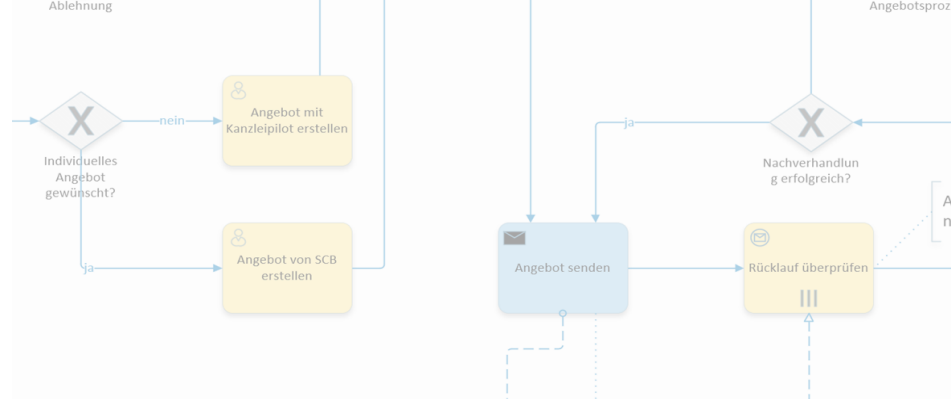 Ablehnung
Angebotsproz
Angebot mit
Kanzleipilot erstellen
nein
ja
Individuelles
Angebot
gewünscht?
Nachverhandlun
g erfolgreich?
A
n
ja
Angebot von SCB
erstellen
Angebot senden
Rücklauf überprüfen